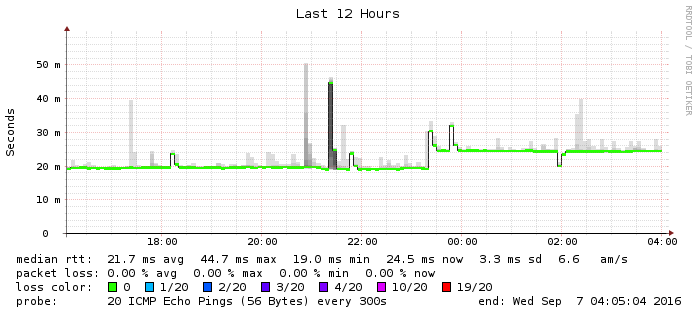 Last 12 Hours
RRDTOOL / TOBI OETIKER
Seconds
50 m
40 m
30 m
20 m
10 m
0
18:00 20:00 22:00 00:00 02:00 04:00
median rtt: 21.7 ms avg 44.7 ms max 19.0 ms min 24.5 ms now 3.3 ms sd 6.6 am/s
packet loss: 0.00 % avg 0.00 % max 0.00 % min 0.00 % now
loss color: 0 1/20 2/20 3/20 4/20 10/20 19/20
probe: 20 ICMP Echo Pings (56 Bytes) every 300s end: Wed Sep 7 04:05:04 2016